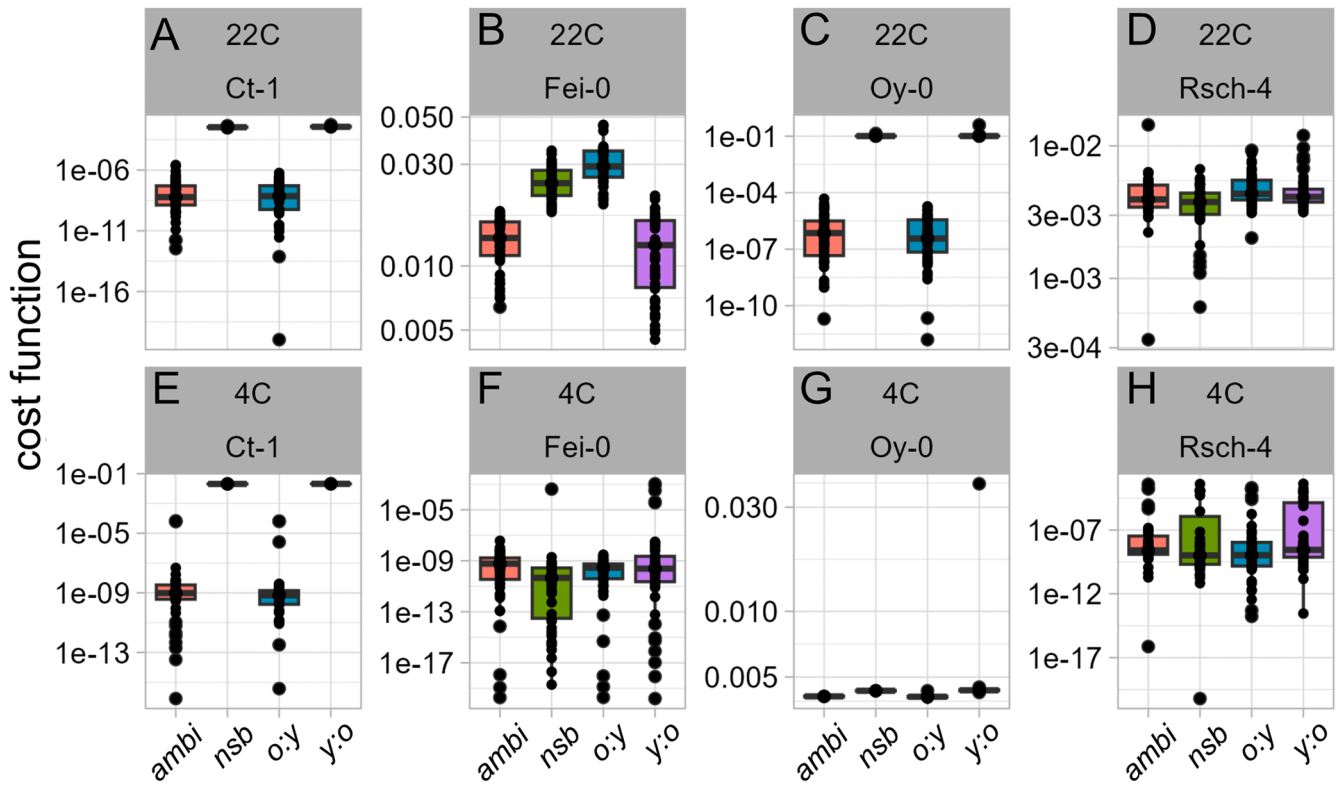 A 22C
Ct-1
B 22C
Fei-0
C 22C
Oy-0
D 22C
Rsch-4
1e-06
1e-11
1e-16
0.050
0.030
0.010
0.005
1e-01
1e-04
1e-07
1e-10
1e-02
3e-03
1e-03
3e-04
cost function
E 4C
Ct-1
F 4C
Fei-0
G 4C
Oy-0
H 4C
Rsch-4
1e-01
1e-05
1e-09
1e-13
1e-05
1e-09
1e-13
1e-17
0.030
0.010
0.005
1e-07
1e-12
1e-17
ambi nsb o:y y:o
ambi nsb o:y y:o
ambi nsb o:y y:o
ambi nsb o:y y:o